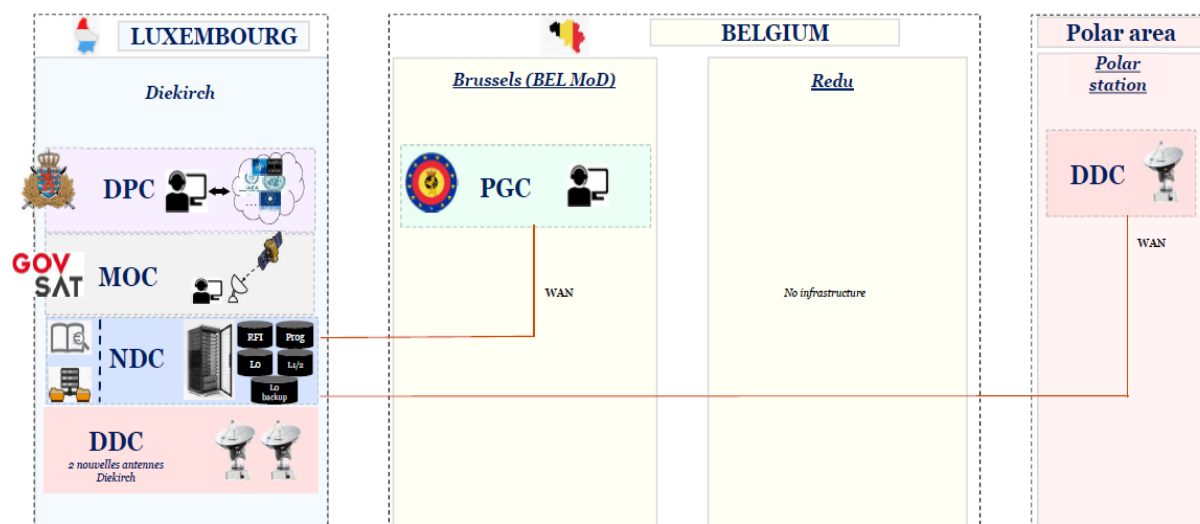 LUXEMBOURG
BELGIUM
Polar area
Diekirch
Brussels (BEL MoD)
Redu
Polar
station
DPC
PGC
DDC
WAN
GOV
SAT
MOC
WAN
No infrastructure
NDC
RFI
Prog
L0
L1/2
L0
backup
DDC
2 nouvelles antennes
Diekirch